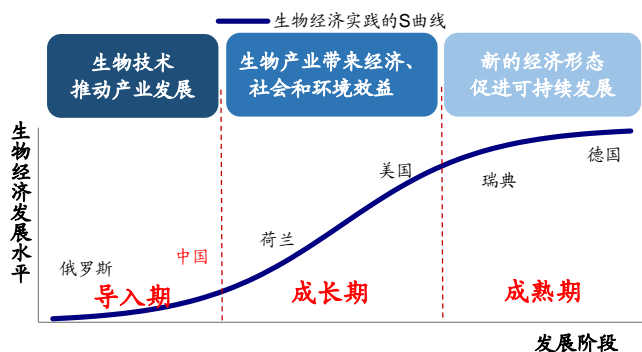 生物经济实践的S曲线
生物技术
推动产业发展
生物产业带来经济、
社会和环境效益
新的经济形态
促进可持续发展
生物经济发展水平
德国
美国
瑞典
荷兰
中国
俄罗斯
导入期
成长期
成熟期
发展阶段